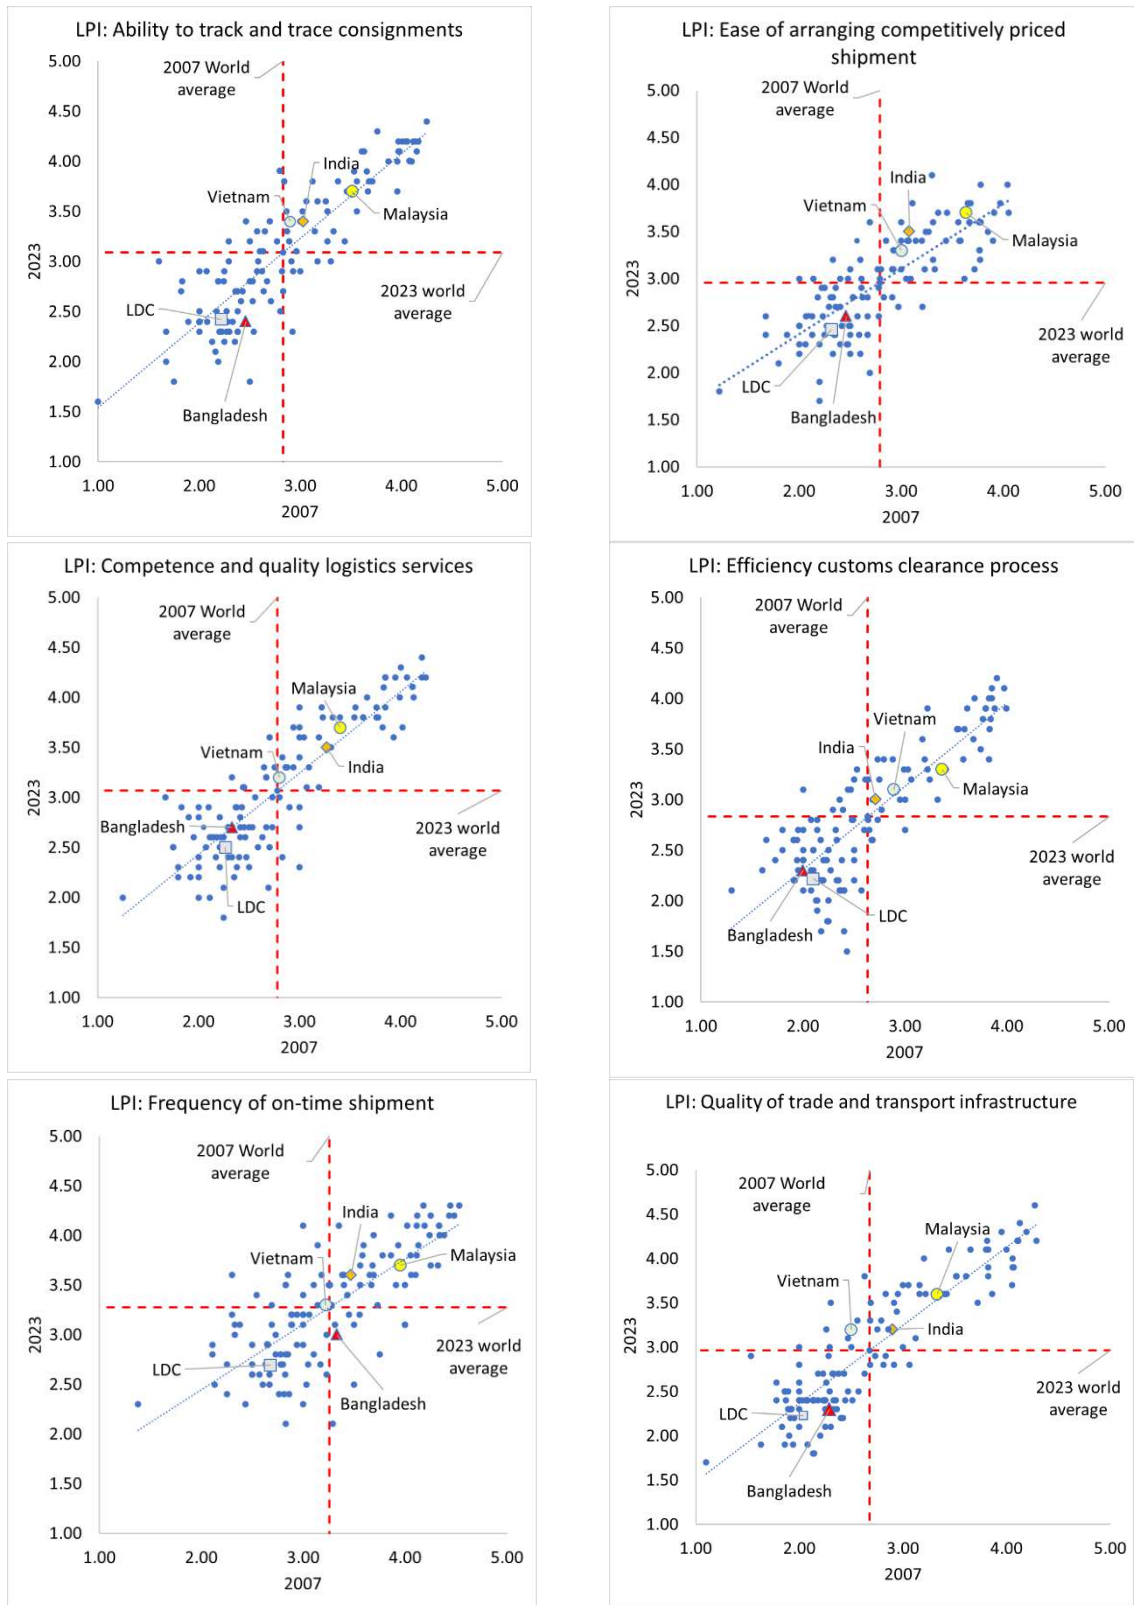 LPI: Ability to track and trace consignments
5.00
4.50
4.00
3.50
3.00
2.50
2.00
1.50
1.00
2023
2007 World
average
India
Vietnam
Malaysia
2023 world
average
LDC
Bangladesh
1.00 2.00 3.00 4.00 5.00
2007
LPI: Ease of arranging competitively priced
shipment
5.00
4.50
4.00
3.50
3.00
2.50
2.00
1.50
1.00
2023
2007 World
average
India
Vietnam
Malaysia
2023 world
average
LDC
Bangladesh
1.00 2.00 3.00 4.00 5.00
2007
LPI: Competence and quality logistics services
5.00
4.50
4.00
3.50
3.00
2.50
2.00
1.50
1.00
2023
2007 World
average
Malaysia
Vietnam
India
Bangladesh
2023 world
average
LDC
1.00 2.00 3.00 4.00 5.00
2007
LPI: Efficiency customs clearance process
5.00
4.50
4.00
3.50
3.00
2.50
2.00
1.50
1.00
2023
2007 World
average
Vietnam
India
Malaysia
2023 world
average
LDC
Bangladesh
1.00 2.00 3.00 4.00 5.00
2007
LPI: Frequency of on-time shipment
5.00
4.50
4.00
3.50
3.00
2.50
2.00
1.50
1.00
2023
2007 World
average
India
Vietnam
Malaysia
2023 world
average
LDC
Bangladesh
1.00 2.00 3.00 4.00 5.00
2007
LPI: Quality of trade and transport infrastructure
5.00
4.50
4.00
3.50
3.00
2.50
2.00
1.50
1.00
2023
2007 World
average
Malaysia
Vietnam
India
2023 world
average
LDC
Bangladesh
1.00 2.00 3.00 4.00 5.00
2007